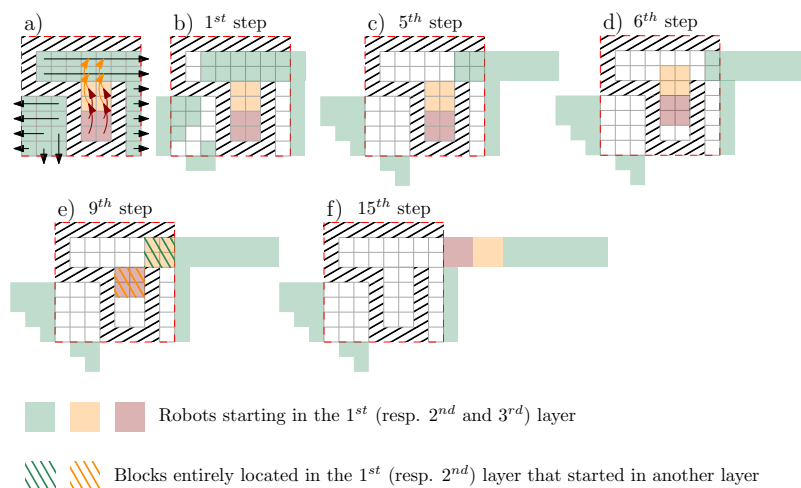 a)
b) 1st step
c) 5th step
d) 6th step
e) 9th step
f) 15th step
Robots starting in the 1st (resp. 2nd and 3rd) layer
Blocks entirely located in the 1st (resp. 2nd) layer that started in another layer